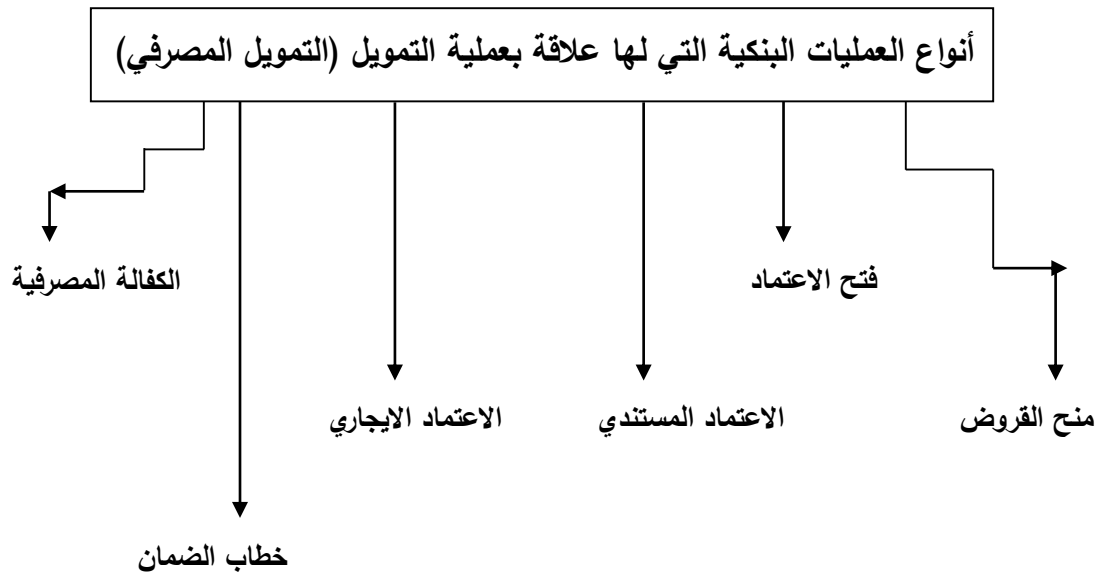 أنواع العمليات البنكية التي لها علاقة بعملية التمويل (التمويل المصرفي)
فتح الاعتماد
الكفالة المصرفية
منح القروض
الاعتماد المستندي
الاعتماد الايجاري
خطاب الضمان